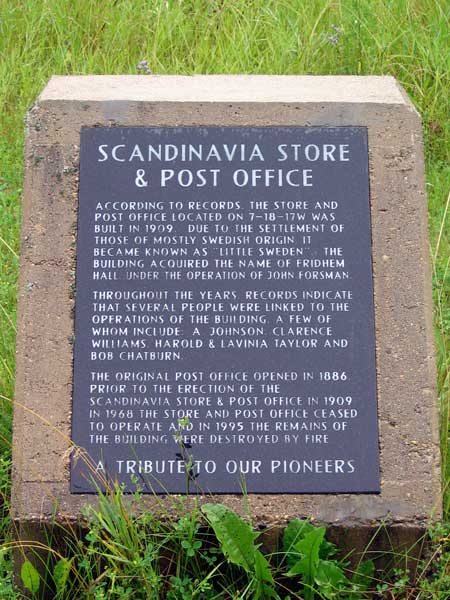 SCANDINAVIA STORE
& POST OFFICE
ACCORDING TO RECORDS, THE STORE AND
POST OFFICE LOCATED ON 7-18-17W WAS
BUILT IN 1909. DUE TO THE SETTLEMENT OF
THOSE OF MOSTLY SWEDISH ORIGIN, IT
BECAME KNOWN AS "LITTLE SWEDEN". THE
BUILDING ACQUIRED THE NAME OF FRIDHEM
HALL, UNDER THE OPERATION OF JOHN FORSMAN.
THROUGHOUT THE YEARS, RECORDS INDICATE
THAT SEVERAL PEOPLE WERE LINKED TO THE
OPERATIONS OF THE BUILDING, A FEW OF
WHOM INCLUDE: A. JOHNSON, CLARENCE
WILLIAMS, HAROLD & LAVINIA TAYLOR AND
BOB CHATBURN.
THE ORIGINAL POST OFFICE OPENED IN 1886,
PRIOR TO THE ERECTION OF THE
SCANDINAVIA STORE & POST OFFICE IN 1909.
IN 1968 THE STORE AND POST OFFICE CEASED
TO OPERATE AND IN 1995 THE REMAINS OF
THE BUILDING WERE DESTROYED BY FIRE.
A TRIBUTE TO OUR PIONEERS